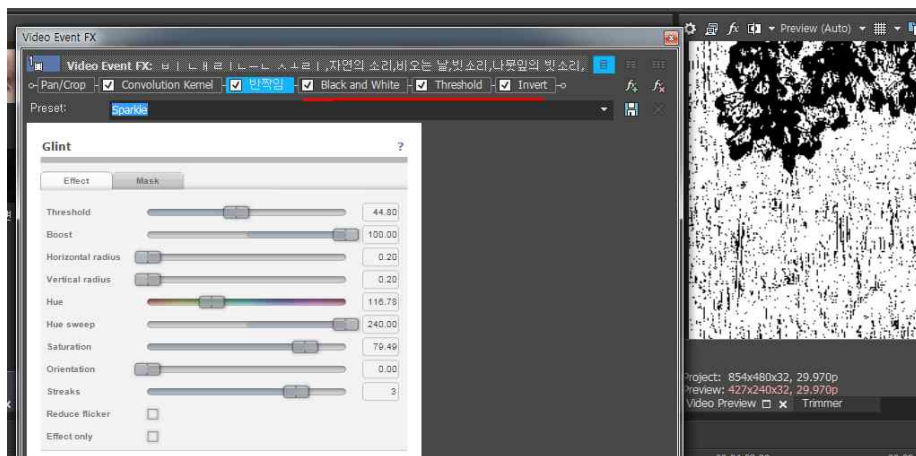 Video Event FX
Preview (Auto)
Video Event FX: ㅂㅣㄴㅐㄹㅣㄴㅡㄴ ㅅㅗㄹㅣ,자연의 소리,비오는 날,빗소리,나뭇잎의 빗소리,
Pan/Crop Convolution Kernel 반짝임 Black and White Threshold Invert
Preset: Sparkle
Glint ?
Effect Mask
Threshold 44.80
Boost 100.00
Horizontal radius 0.20
Vertical radius 0.20
Hue 116.78
Hue sweep 240.00
Saturation 79.49
Orientation 0.00
Streaks 3
Reduce flicker
Effect only
Project: 854x480x32, 29.970p
Preview: 427x240x32, 29.970p
Video Preview Trimmer